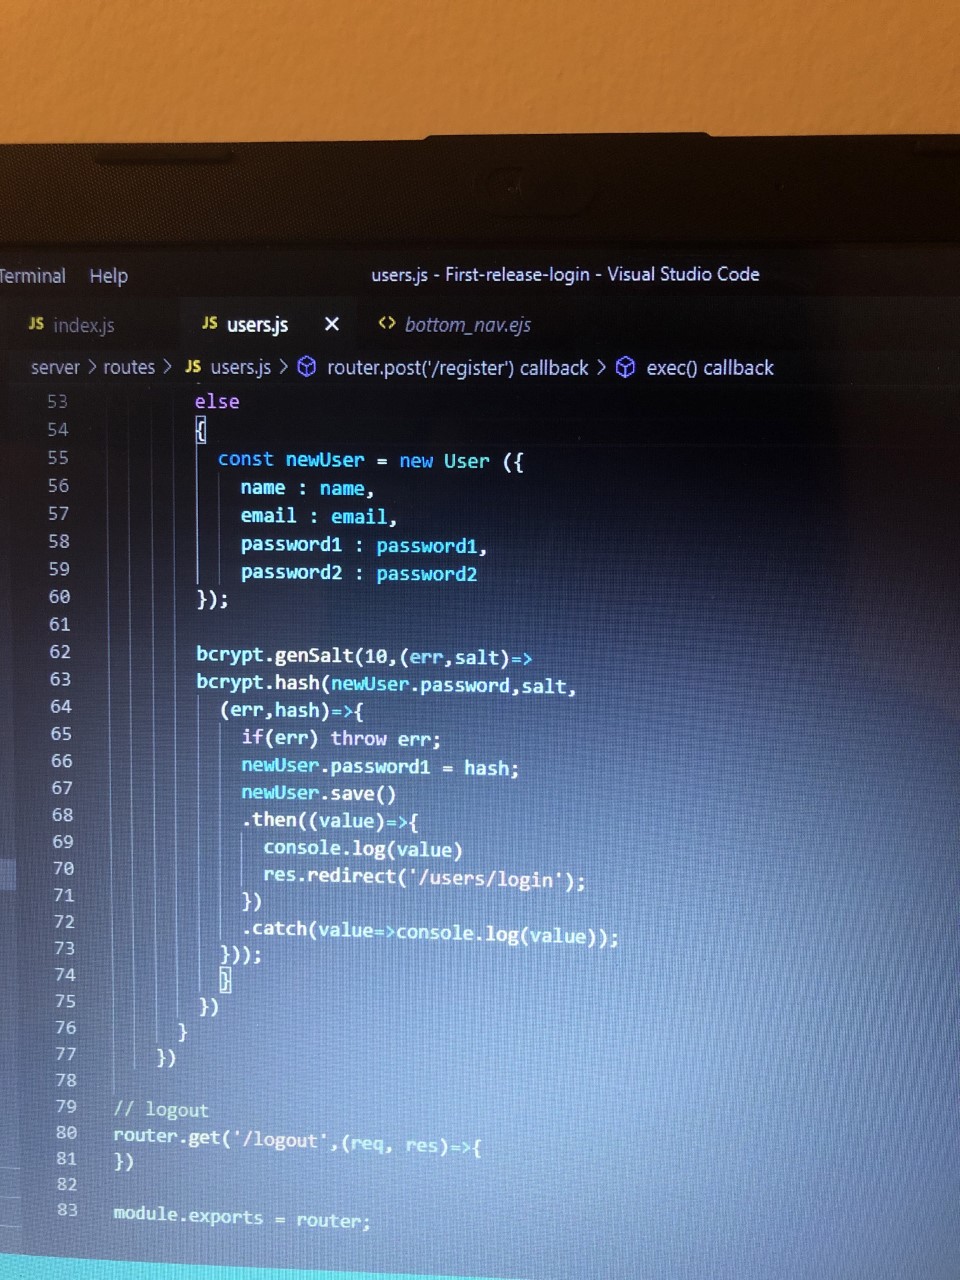 Terminal Help users.js - First-release-login - Visual Studio Code
JS index.js JS users.js × <> bottom_nav.ejs
server > routes > JS users.js > router.post('/register') callback > exec() callback
53 else
54 {
55 const newUser = new User ({
56 name : name,
57 email : email,
58 password1 : password1,
59 password2 : password2
60 });
61
62 bcrypt.genSalt(10,(err,salt)=>
63 bcrypt.hash(newUser.password,salt,
64 (err,hash)=>{
65 if(err) throw err;
66 newUser.password1 = hash;
67 newUser.save()
68 .then((value)=>{
69 console.log(value)
70 res.redirect('/users/login');
71 })
72 .catch(value=>console.log(value));
73 }));
74 }
75 })
76 }
77 })
78
79 // logout
80 router.get('/logout',(req, res)=>{
81 })
82
83 module.exports = router;